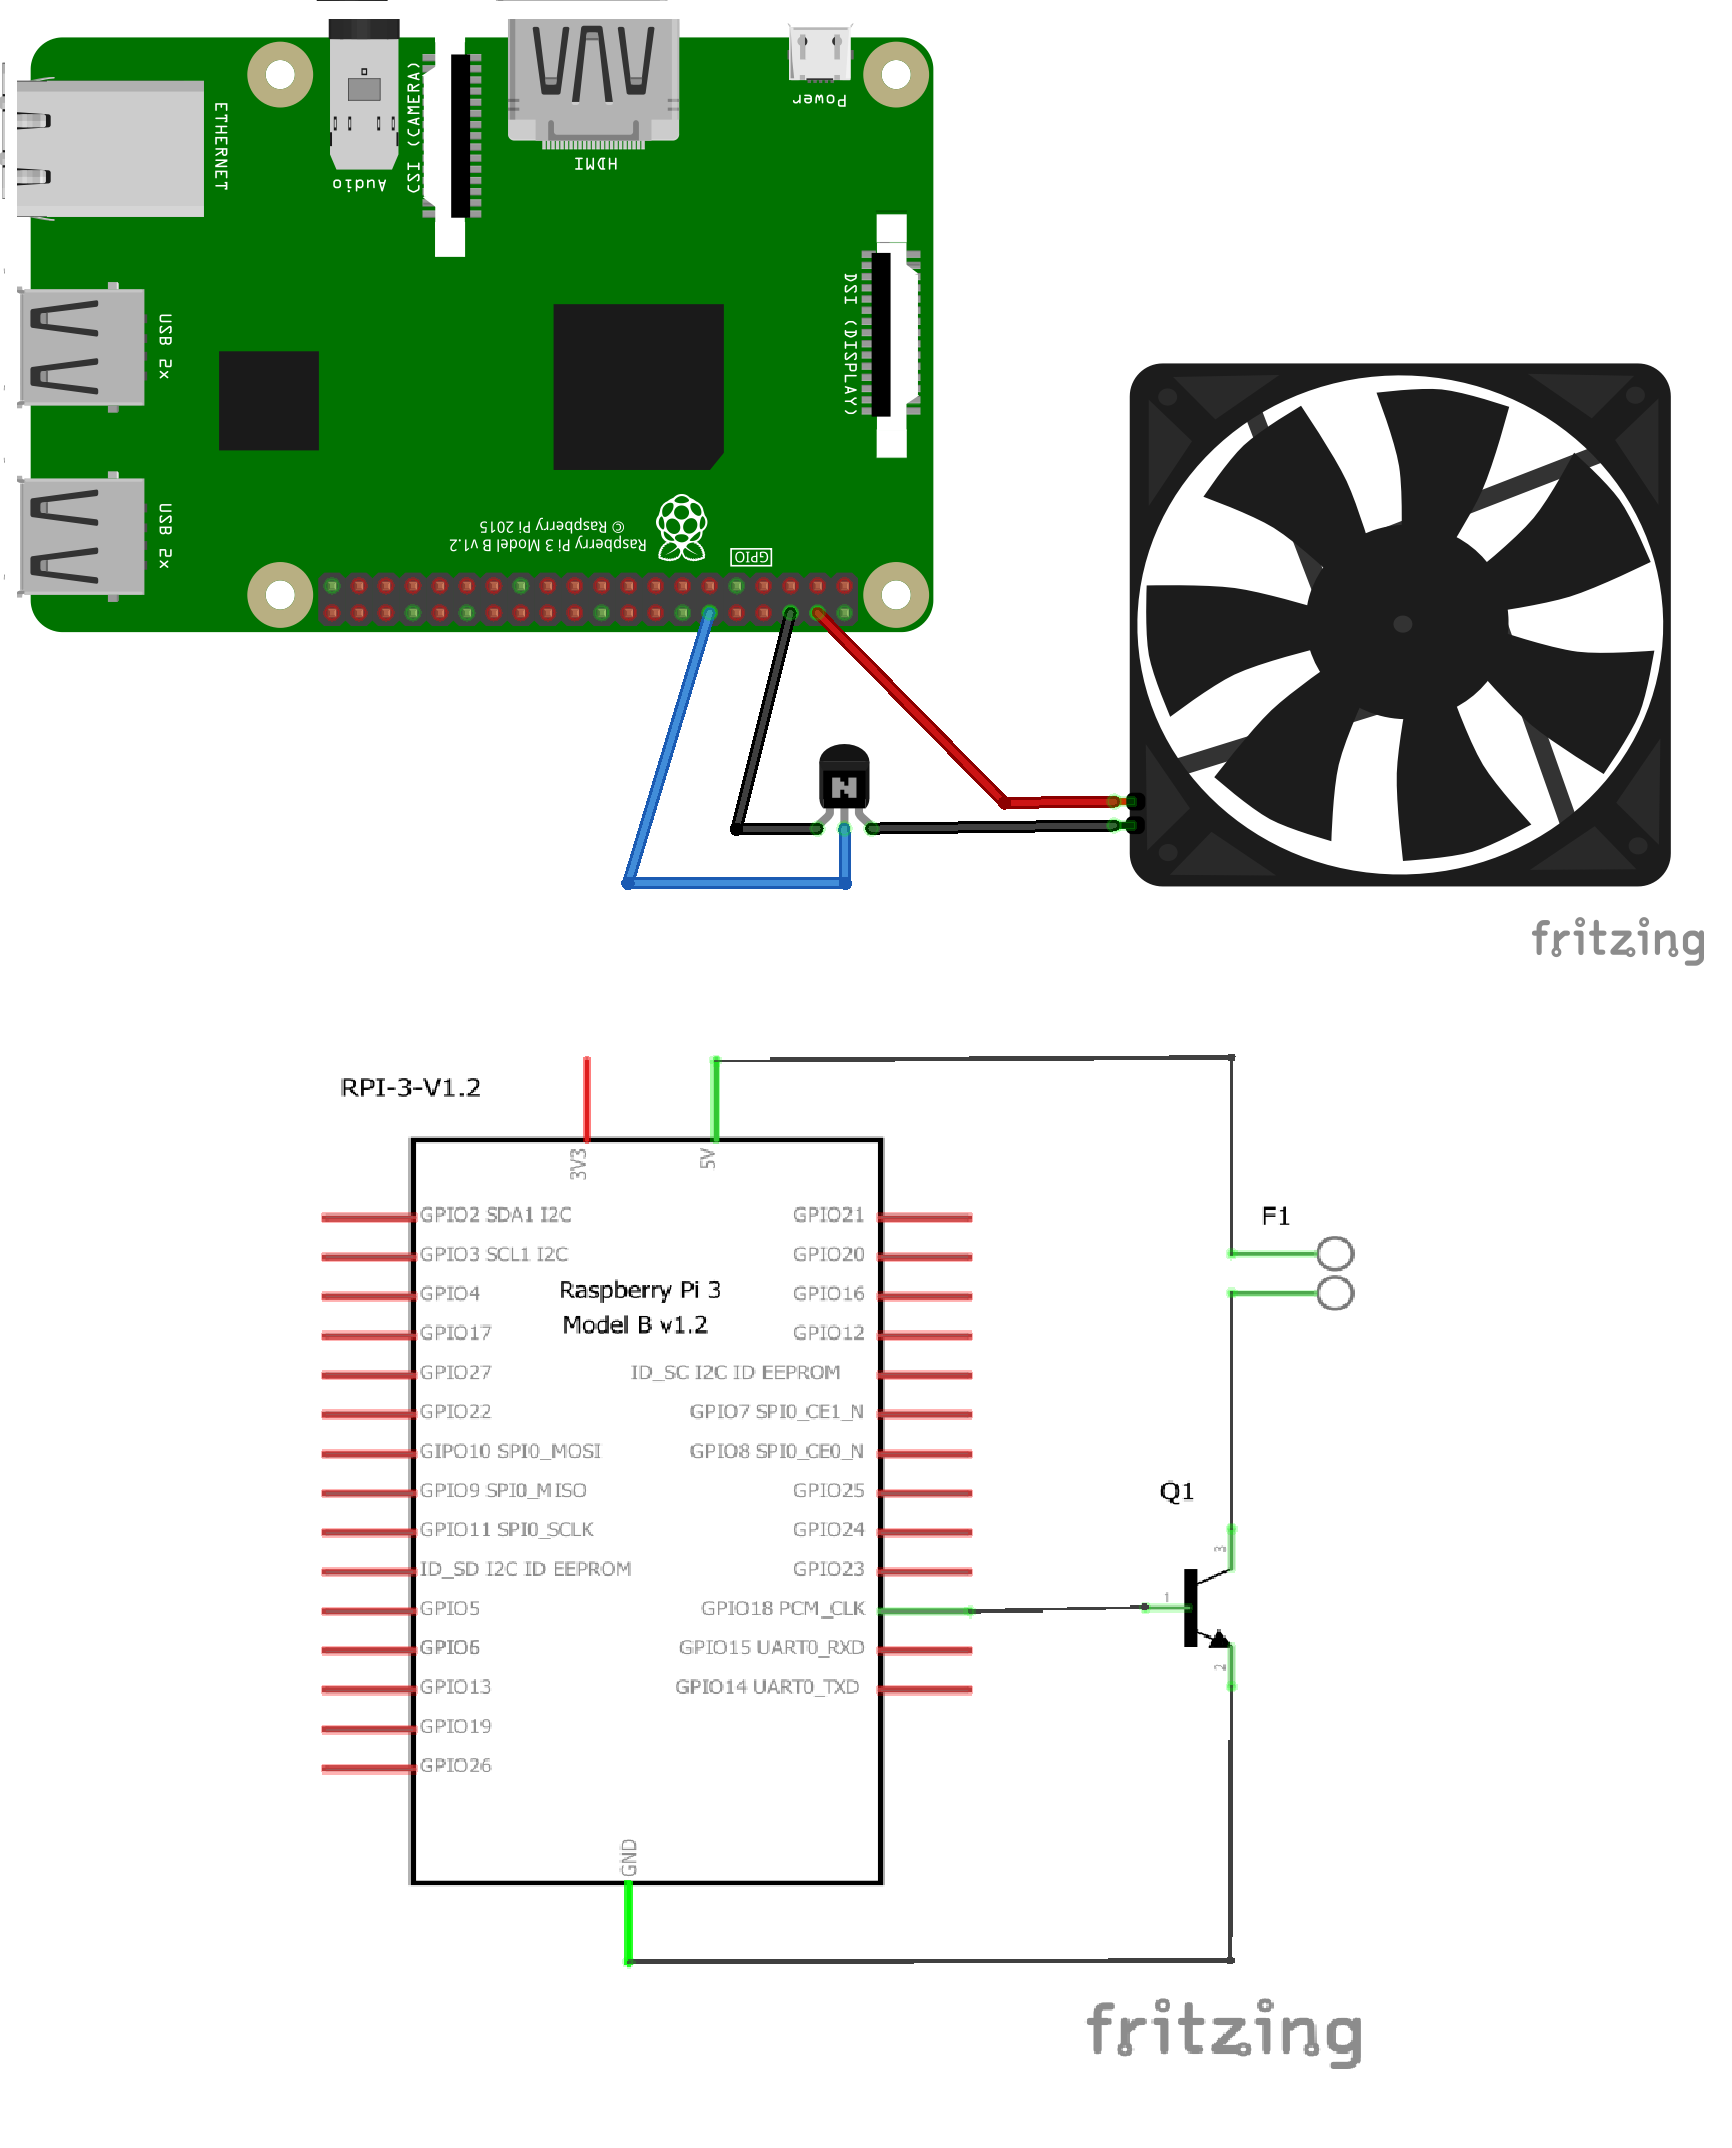 ETHERNET
Audio
CSI (CAMERA)
HDMI
Power
DSI (DISPLAY)
USB 2x
USB 2x
© Raspberry Pi 2015
Raspberry Pi 3 Model B v1.2
GPIO
N
fritzing
RPI-3-V1.2
3V3
5V
GPIO2 SDA1 I2C
GPIO21
GPIO3 SCL1 I2C
GPIO20
Raspberry Pi 3
Model B v1.2
GPIO4
GPIO16
GPIO17
GPIO12
GPIO27
ID_SC I2C ID EEPROM
GPIO22
GPIO7 SPI0_CE1_N
GIPO10 SPI0_MOSI
GPIO8 SPI0_CE0_N
GPIO9 SPI0_MISO
GPIO25
GPIO11 SPI0_SCLK
GPIO24
ID_SD I2C ID EEPROM
GPIO23
GPIO5
GPIO18 PCM_CLK
GPIO6
GPIO15 UART0_RXD
GPIO13
GPIO14 UART0_TXD
GPIO19
GPIO26
GND
F1
Q1
3
1
2
fritzing